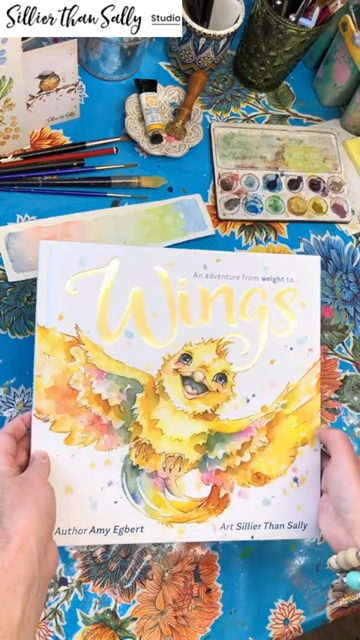 Sillier Than Sally Studio
An adventure from weight to...
Wings
Author Amy Egbert
Art Sillier Than Sally